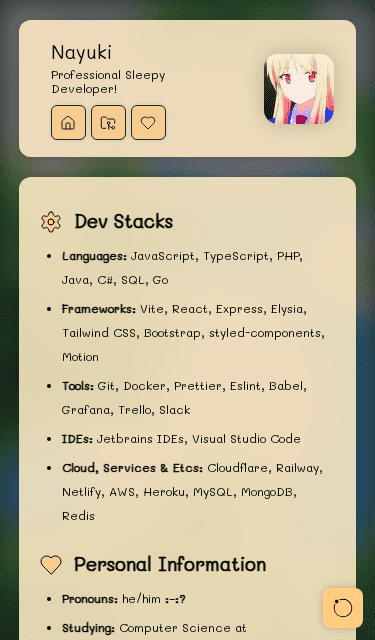 Nayuki
Professional Sleepy
Developer!
Dev Stacks
Languages: JavaScript, TypeScript, PHP,
Java, C#, SQL, Go
Frameworks: Vite, React, Express, Elysia,
Tailwind CSS, Bootstrap, styled-components,
Motion
Tools: Git, Docker, Prettier, Eslint, Babel,
Grafana, Trello, Slack
IDEs: Jetbrains IDEs, Visual Studio Code
Cloud, Services & Etcs: Cloudflare, Railway,
Netlify, AWS, Heroku, MySQL, MongoDB,
Redis
Personal Information
Pronouns: he/him :-:?
Studying: Computer Science at